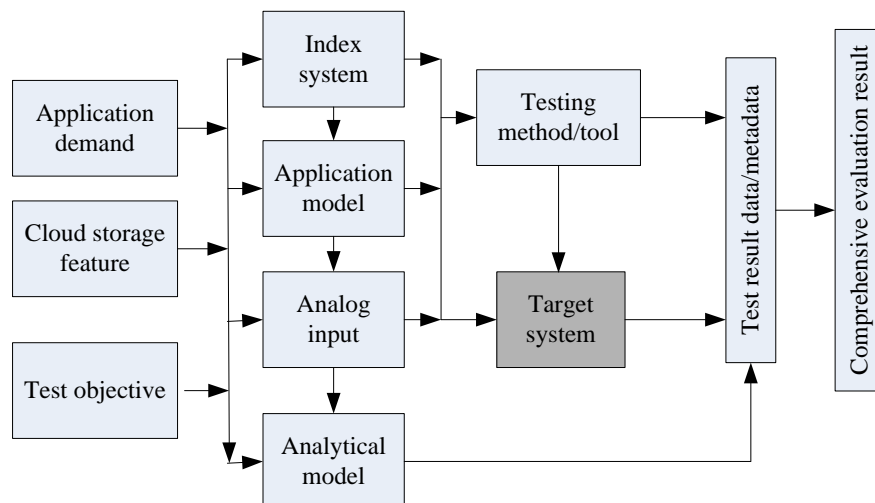 Application
demand
Cloud storage
feature
Test objective
Index
system
Application
model
Analog
input
Analytical
model
Testing
method/tool
Target
system
Test result data/metadata
Comprehensive evaluation result